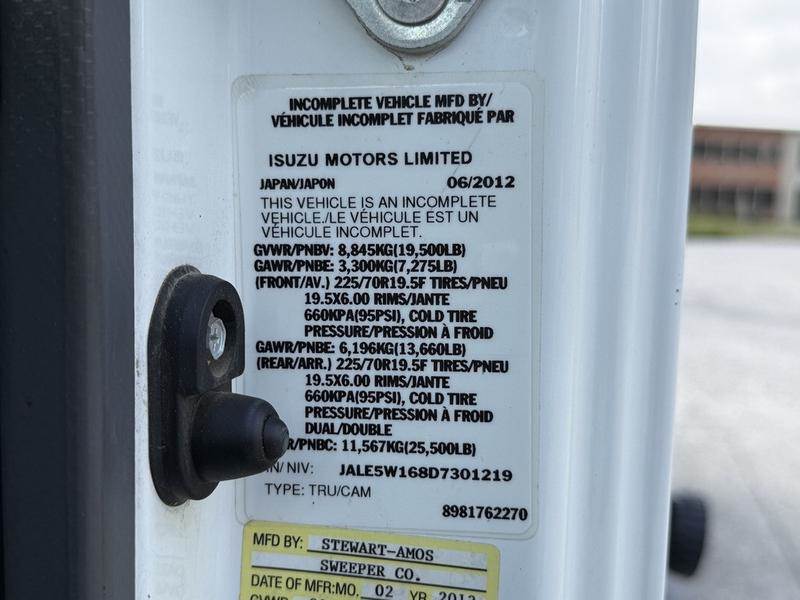 INCOMPLETE VEHICLE MFD BY/
VÉHICULE INCOMPLET FABRIQUÉ PAR
ISUZU MOTORS LIMITED
JAPAN/JAPON 06/2012
THIS VEHICLE IS AN INCOMPLETE
VEHICLE./LE VÉHICULE EST UN
VÉHICULE INCOMPLET.
GVWR/PNBV: 8,845KG(19,500LB)
GAWR/PNBE: 3,300KG(7,275LB)
(FRONT/AV.) 225/70R19.5F TIRES/PNEU
19.5X6.00 RIMS/JANTE
660KPA(95PSI), COLD TIRE
PRESSURE/PRESSION À FROID
GAWR/PNBE: 6,196KG(13,660LB)
(REAR/ARR.) 225/70R19.5F TIRES/PNEU
19.5X6.00 RIMS/JANTE
660KPA(95PSI), COLD TIRE
PRESSURE/PRESSION À FROID
DUAL/DOUBLE
R/PNBC: 11,567KG(25,500LB)
IN/ NIV: JALE5W168D7301219
TYPE: TRU/CAM
8981762270
MFD BY: STEWART-AMOS
SWEEPER CO.
DATE OF MFR:MO. 02 YR